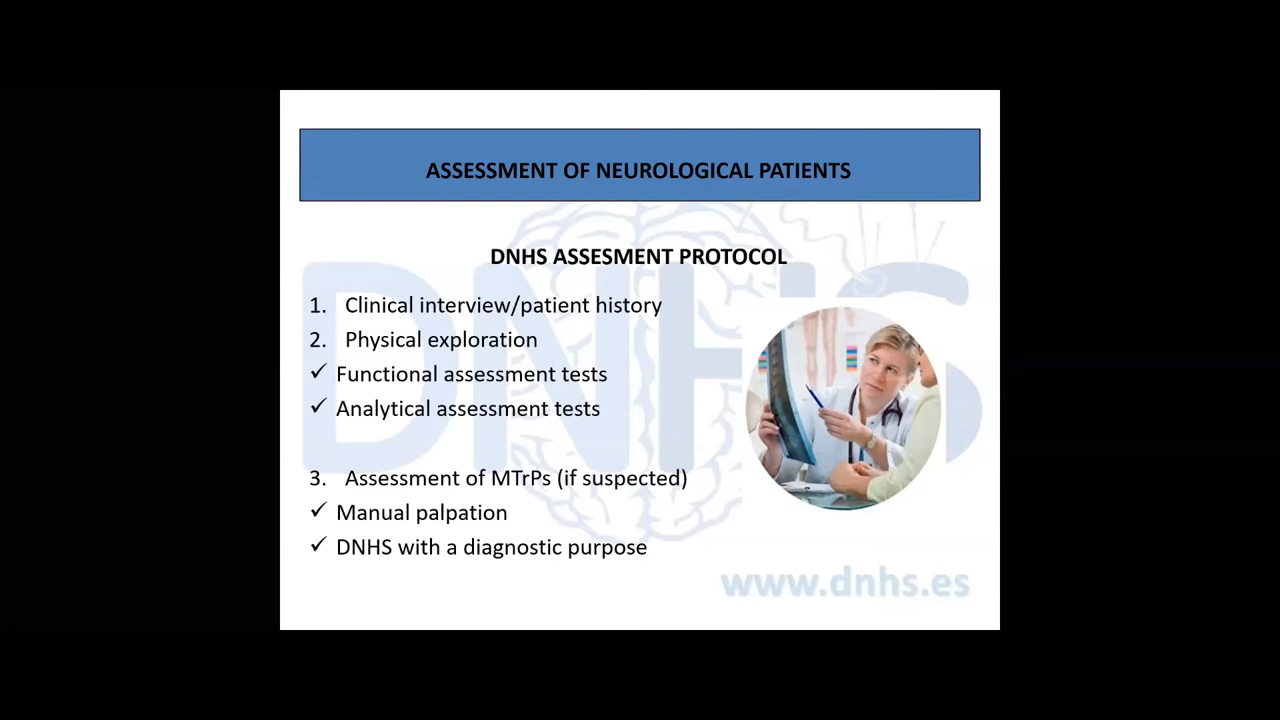 ASSESSMENT OF NEUROLOGICAL PATIENTS
DNHS ASSESMENT PROTOCOL
1. Clinical interview/patient history
2. Physical exploration
✓ Functional assessment tests
✓ Analytical assessment tests
3. Assessment of MTrPs (if suspected)
✓ Manual palpation
✓ DNHS with a diagnostic purpose
DNHS
www.dnhs.es